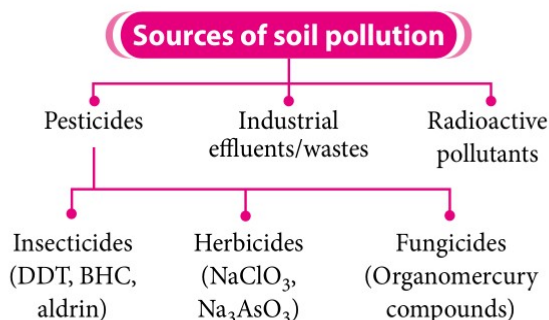 Sources of soil pollution
Pesticides
Industrial
effluents/wastes
Radioactive
pollutants
Insecticides
(DDT, BHC,
aldrin)
Herbicides
(NaClO₃,
Na₃AsO₃)
Fungicides
(Organomercury
compounds)